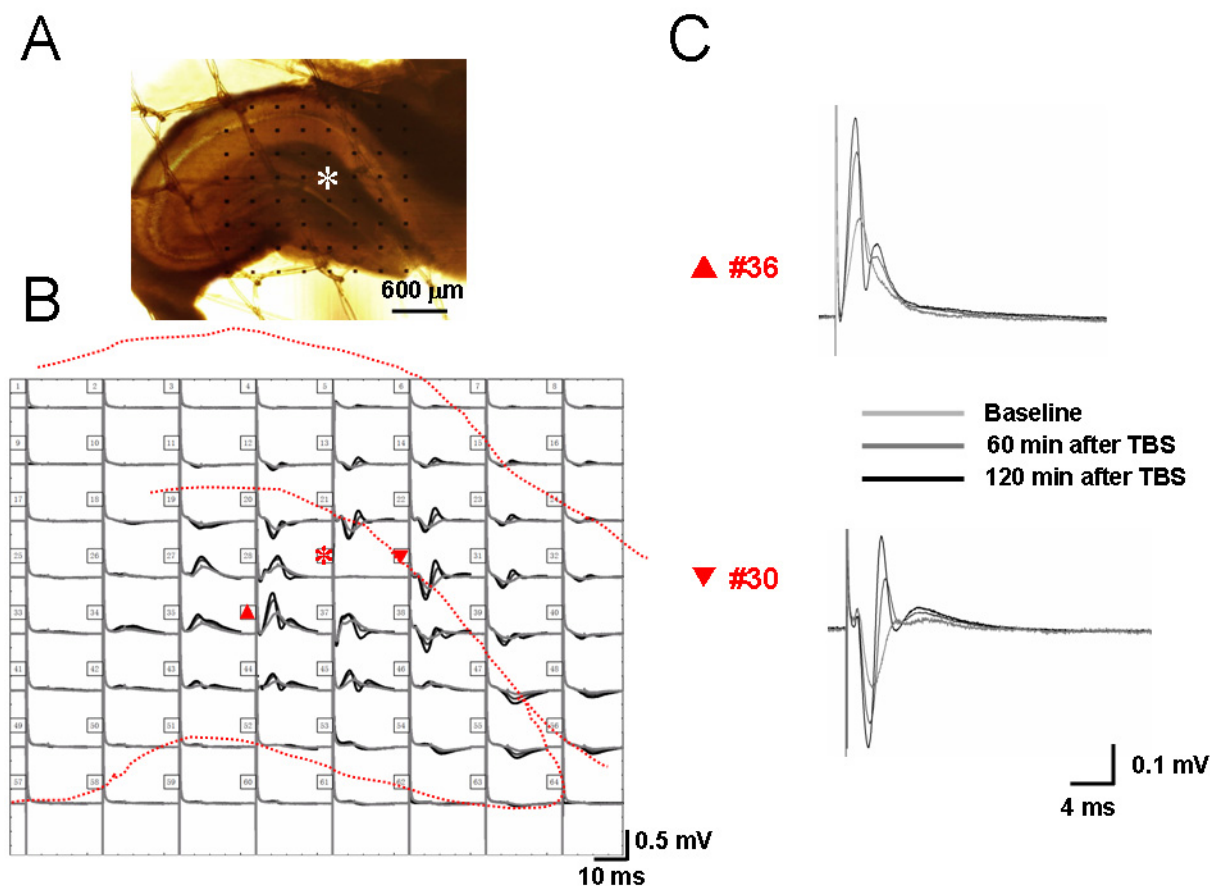 A
*
600 µm
B
1 2 3 4 5 6 7 8
9 10 11 12 13 14 15 16
17 18 19 20 21 22 23 24
25 26 27 28 * ▼ 31 32
33 34 35 ▲ 37 38 39 40
41 42 43 44 45 46 47 48
49 50 51 52 53 54 55 56
57 58 59 60 61 62 63 64
0.5 mV
10 ms
C
▲ #36
Baseline
60 min after TBS
120 min after TBS
▼ #30
0.1 mV
4 ms